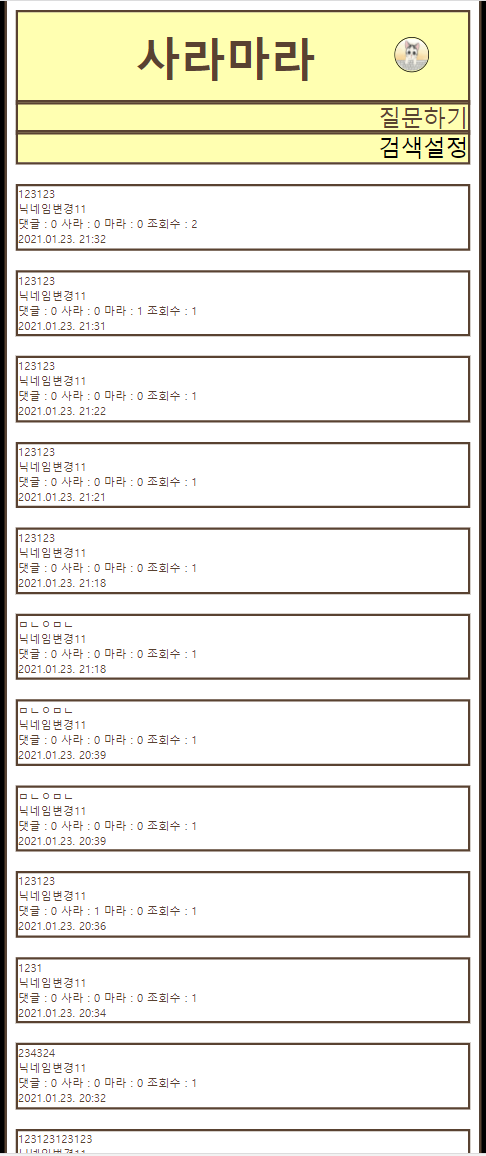 사라마라
질문하기
검색설정
123123
닉네임변경11
댓글 : 0 사라 : 0 마라 : 0 조회수 : 2
2021.01.23. 21:32
123123
닉네임변경11
댓글 : 0 사라 : 0 마라 : 1 조회수 : 1
2021.01.23. 21:31
123123
닉네임변경11
댓글 : 0 사라 : 0 마라 : 0 조회수 : 1
2021.01.23. 21:22
123123
닉네임변경11
댓글 : 0 사라 : 0 마라 : 0 조회수 : 1
2021.01.23. 21:21
123123
닉네임변경11
댓글 : 0 사라 : 0 마라 : 0 조회수 : 1
2021.01.23. 21:18
ㅁㄴㅇㅁㄴ
닉네임변경11
댓글 : 0 사라 : 0 마라 : 0 조회수 : 1
2021.01.23. 21:18
ㅁㄴㅇㅁㄴ
닉네임변경11
댓글 : 0 사라 : 0 마라 : 0 조회수 : 1
2021.01.23. 20:39
ㅁㄴㅇㅁㄴ
닉네임변경11
댓글 : 0 사라 : 0 마라 : 0 조회수 : 1
2021.01.23. 20:39
123123
닉네임변경11
댓글 : 0 사라 : 1 마라 : 0 조회수 : 1
2021.01.23. 20:36
1231
닉네임변경11
댓글 : 0 사라 : 0 마라 : 0 조회수 : 1
2021.01.23. 20:34
234324
닉네임변경11
댓글 : 0 사라 : 0 마라 : 0 조회수 : 1
2021.01.23. 20:32
123123123123
닉네임변경11